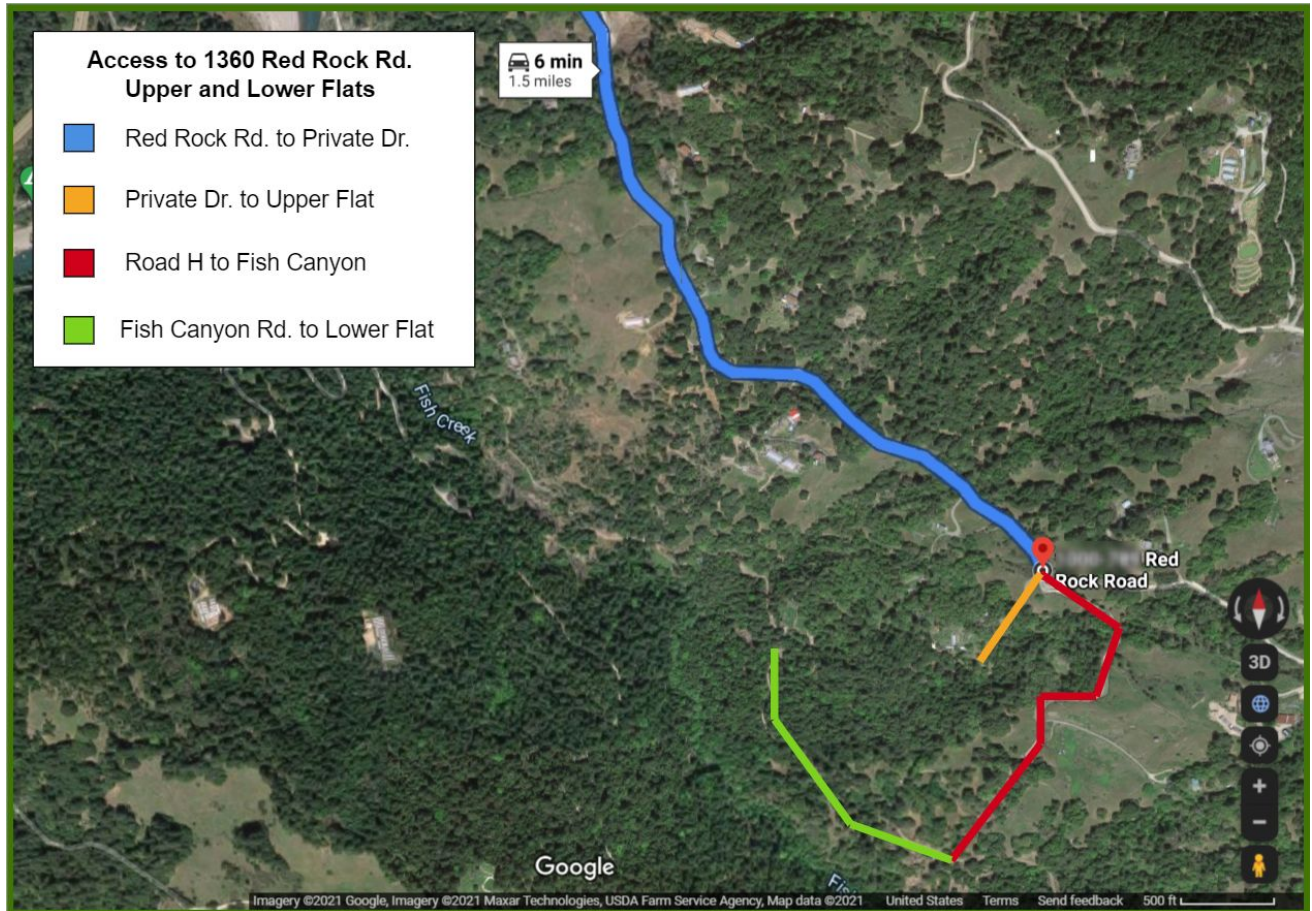 Access to 1360 Red Rock Rd.
Upper and Lower Flats
Red Rock Rd. to Private Dr.
Private Dr. to Upper Flat
Road H to Fish Canyon
Fish Canyon Rd. to Lower Flat
6 min
1.5 miles
Fish Creek
Red
Rock Road
3D
Google
Imagery ©2021 Google, Imagery ©2021 Maxar Technologies, USDA Farm Service Agency, Map data ©2021 United States Terms Send feedback 500 ft